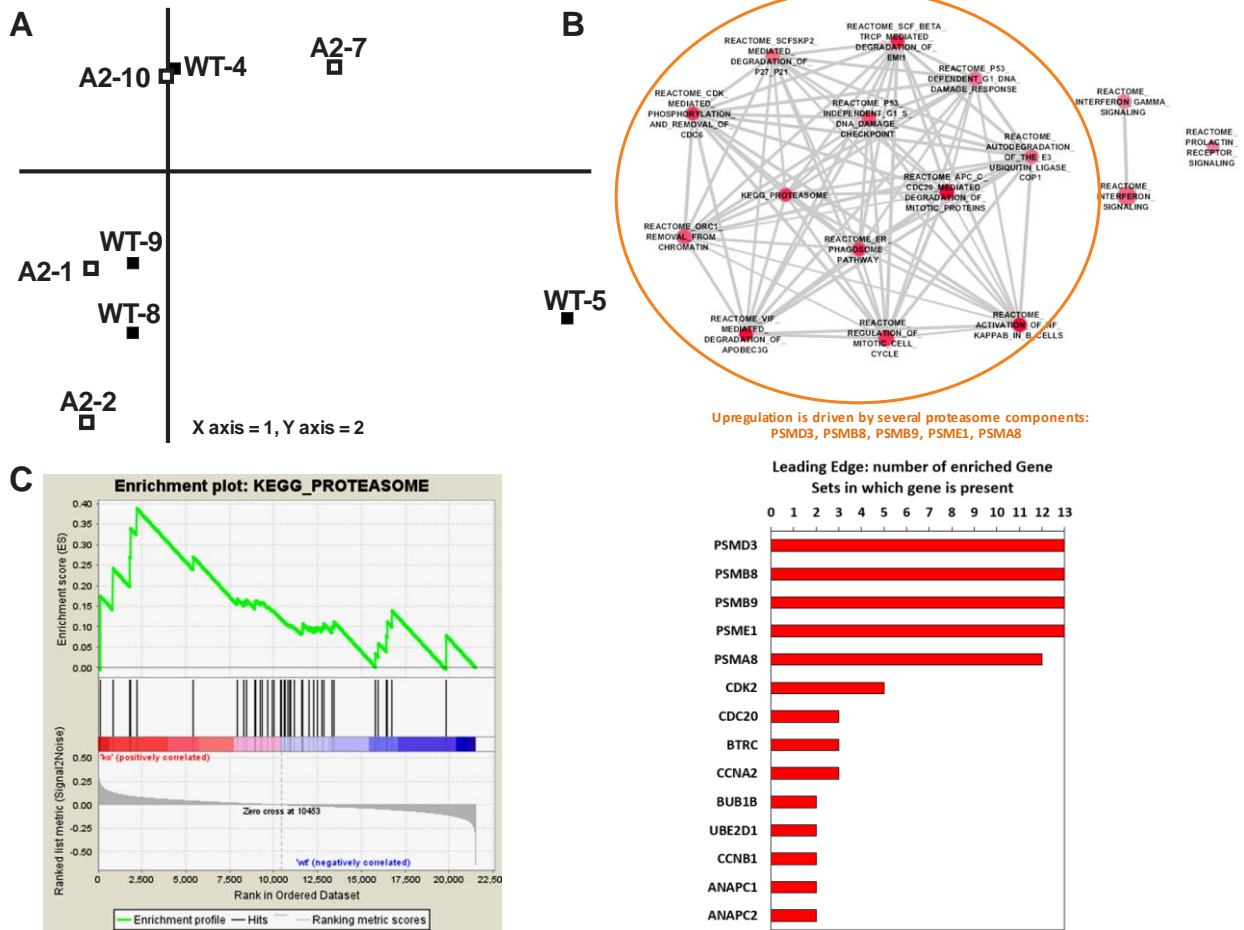 A
A2-7
WT-4
A2-10
WT-9
A2-1
WT-8
WT-5
A2-2
X axis = 1, Y axis = 2
B
REACTOME_SCF_BETA_
TRCP_MEDIATED_
DEGRADATION_OF_
EMI1
REACTOME_SCFSKP2_
MEDIATED_
DEGRADATION_OF_
P27_P21
REACTOME_P53_
DEPENDENT_G1_DNA_
DAMAGE_RESPONSE
REACTOME_CDK_
MEDIATED_
PHOSPHORYLATION_
AND_REMOVAL_OF_
CDC6
REACTOME_P53_
INDEPENDENT_G1_S_
DNA_DAMAGE_
CHECKPOINT
REACTOME_
INTERFERON_GAMMA_
SIGNALING
REACTOME_
PROLACTIN_
RECEPTOR_
SIGNALING
REACTOME_
AUTODEGRADATION_
OF_THE_E3_
UBIQUITIN_LIGASE_
COP1
REACTOME_APC_C_
CDC20_MEDIATED_
DEGRADATION_OF_
MITOTIC_PROTEINS
KEGG_PROTEASOME
REACTOME_
INTERFERON_
SIGNALING
REACTOME_ORC1_
REMOVAL_FROM_
CHROMATIN
REACTOME_ER_
PHAGOSOME_
PATHWAY
REACTOME_VIF_
MEDIATED_
DEGRADATION_OF_
APOBEC3G
REACTOME_
REGULATION_OF_
MITOTIC_CELL_
CYCLE
REACTOME_
ACTIVATION_OF_NF_
KAPPAB_IN_B_CELLS
Upregulation is driven by several proteasome components:
PSMD3, PSMB8, PSMB9, PSME1, PSMA8
C
Enrichment plot: KEGG_PROTEASOME
Enrichment score (ES)
0.40
0.35
0.30
0.25
0.20
0.15
0.10
0.05
0.00
'ko' (positively correlated)
Ranked list metric (Signal2Noise)
0.50
0.25
0.00
-0.25
-0.50
Zero cross at 10453
'wt' (negatively correlated)
0 2,500 5,000 7,500 10,000 12,500 15,000 17,500 20,000 22,50
Rank in Ordered Dataset
Enrichment profile Hits Ranking metric scores
Leading Edge: number of enriched Gene
Sets in which gene is present
0 1 2 3 4 5 6 7 8 9 10 11 12 13
PSMD3
PSMB8
PSMB9
PSME1
PSMA8
CDK2
CDC20
BTRC
CCNA2
BUB1B
UBE2D1
CCNB1
ANAPC1
ANAPC2